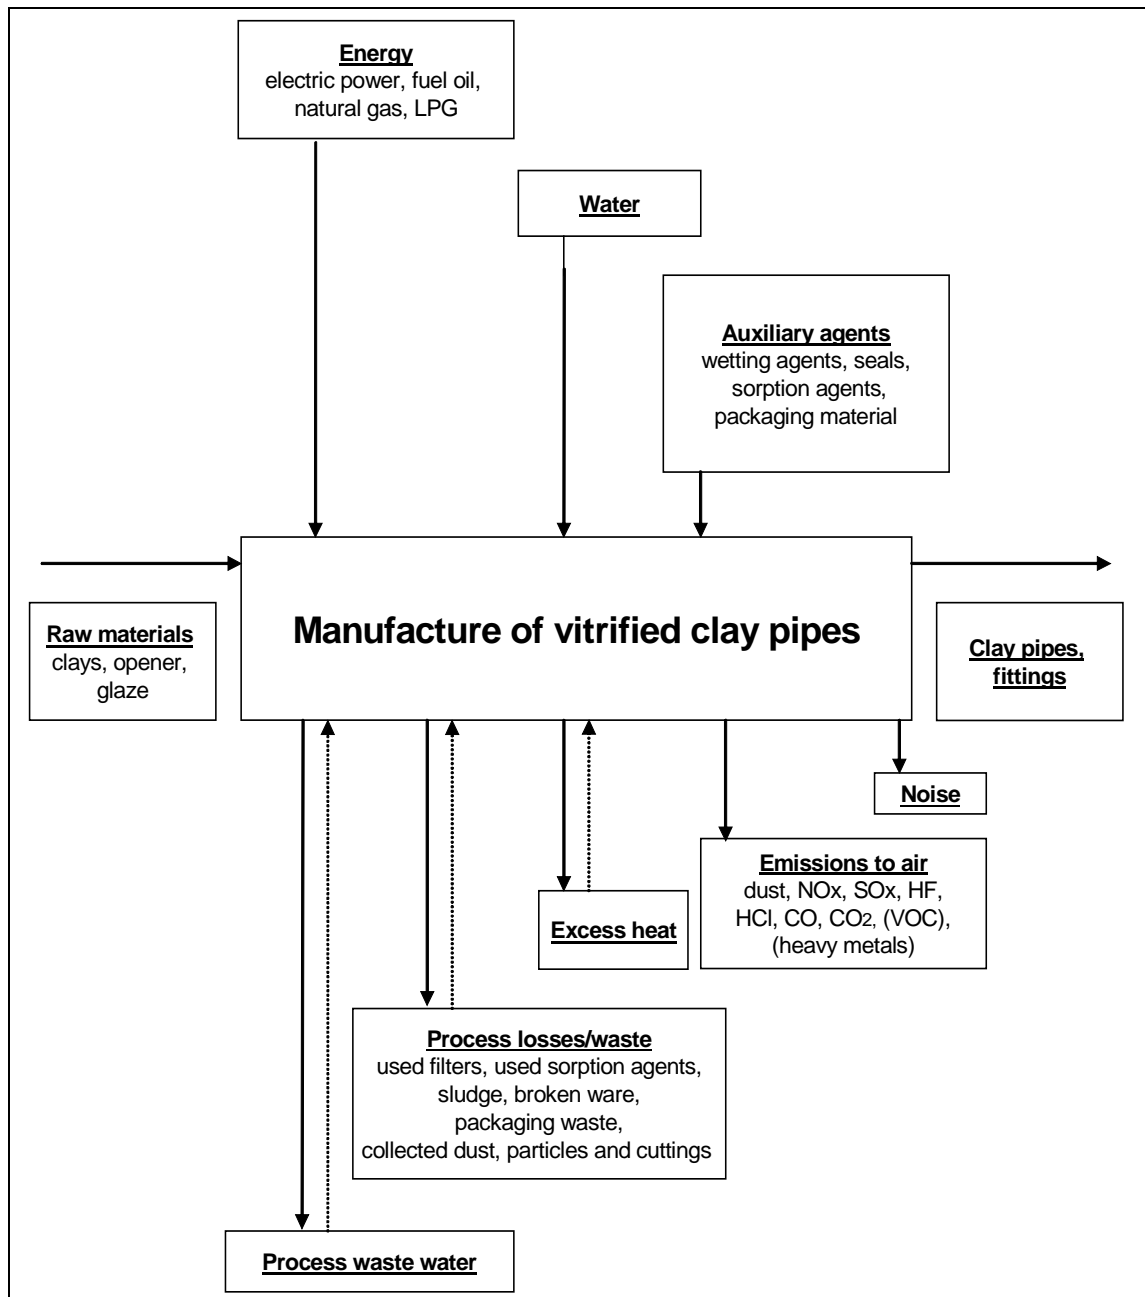 Energy
electric power, fuel oil,
natural gas, LPG
Water
Auxiliary agents
wetting agents, seals,
sorption agents,
packaging material
Raw materials
clays, opener,
glaze
Manufacture of vitrified clay pipes
Clay pipes,
fittings
Noise
Emissions to air
dust, NOx, SOx, HF,
HCl, CO, CO2, (VOC),
(heavy metals)
Excess heat
Process losses/waste
used filters, used sorption agents,
sludge, broken ware,
packaging waste,
collected dust, particles and cuttings
Process waste water